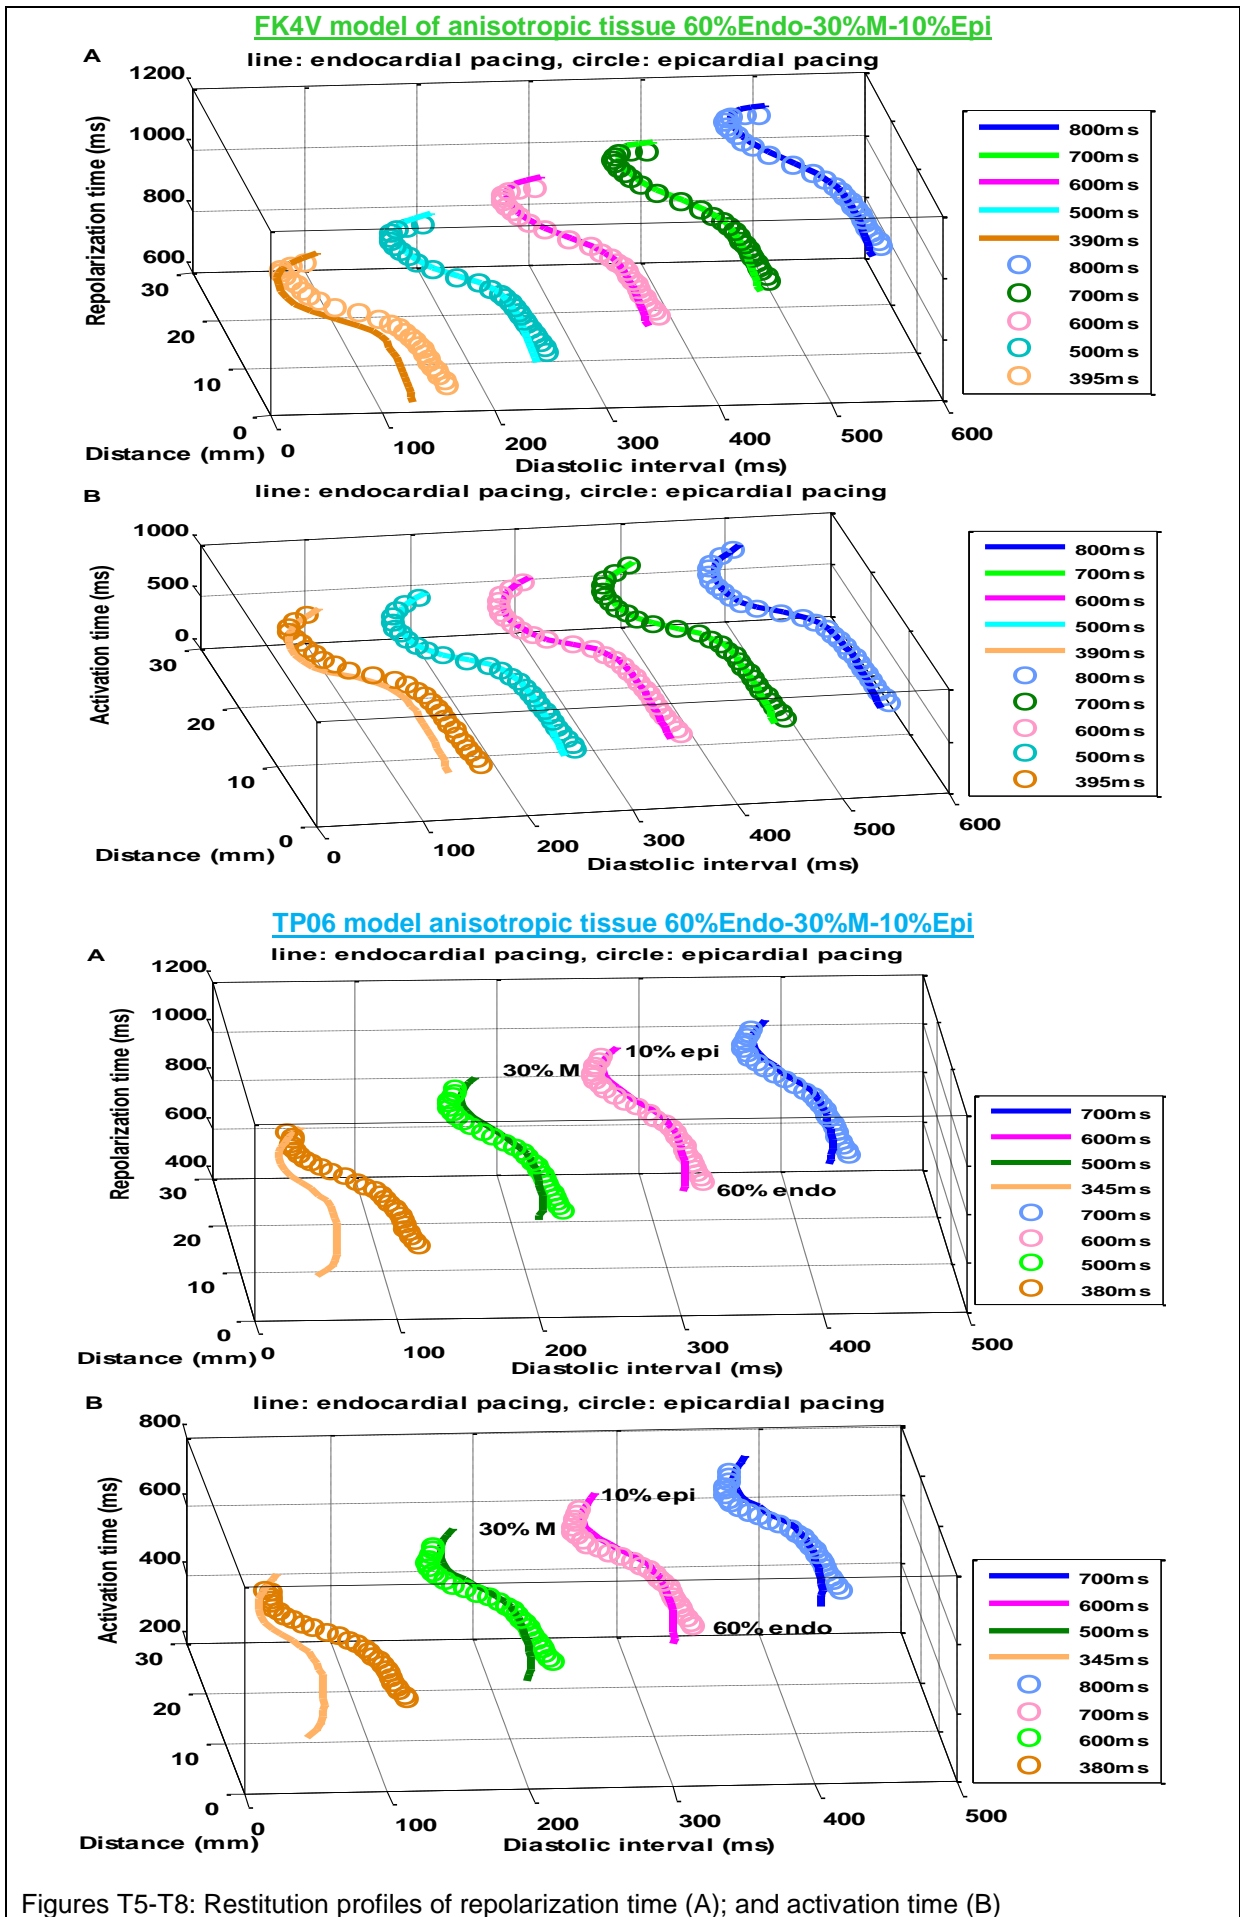 FK4V model of anisotropic tissue 60%Endo-30%M-10%Epi
A
line: endocardial pacing, circle: epicardial pacing
1200
1000
800
600
30
20
10
0
Repolarization time (ms)
Distance (mm)
0
100
200
300
400
500
600
Diastolic interval (ms)
800ms
700ms
600ms
500ms
390ms
800ms
700ms
600ms
500ms
395ms
B
line: endocardial pacing, circle: epicardial pacing
1000
500
0
30
20
10
0
Activation time (ms)
Distance (mm)
0
100
200
300
400
500
600
Diastolic interval (ms)
800ms
700ms
600ms
500ms
390ms
800ms
700ms
600ms
500ms
395ms
TP06 model anisotropic tissue 60%Endo-30%M-10%Epi
A
line: endocardial pacing, circle: epicardial pacing
1200
1000
800
600
400
30
20
10
0
Repolarization time (ms)
10% epi
30% M
60% endo
Distance (mm)
0
100
200
300
400
500
Diastolic interval (ms)
700ms
600ms
500ms
345ms
700ms
600ms
500ms
380ms
B
line: endocardial pacing, circle: epicardial pacing
800
600
400
200
30
20
10
0
Activation time (ms)
10% epi
30% M
60% endo
Distance (mm)
0
100
200
300
400
500
Diastolic interval (ms)
700ms
600ms
500ms
345ms
800ms
700ms
600ms
380ms
Figures T5-T8: Restitution profiles of repolarization time (A); and activation time (B)